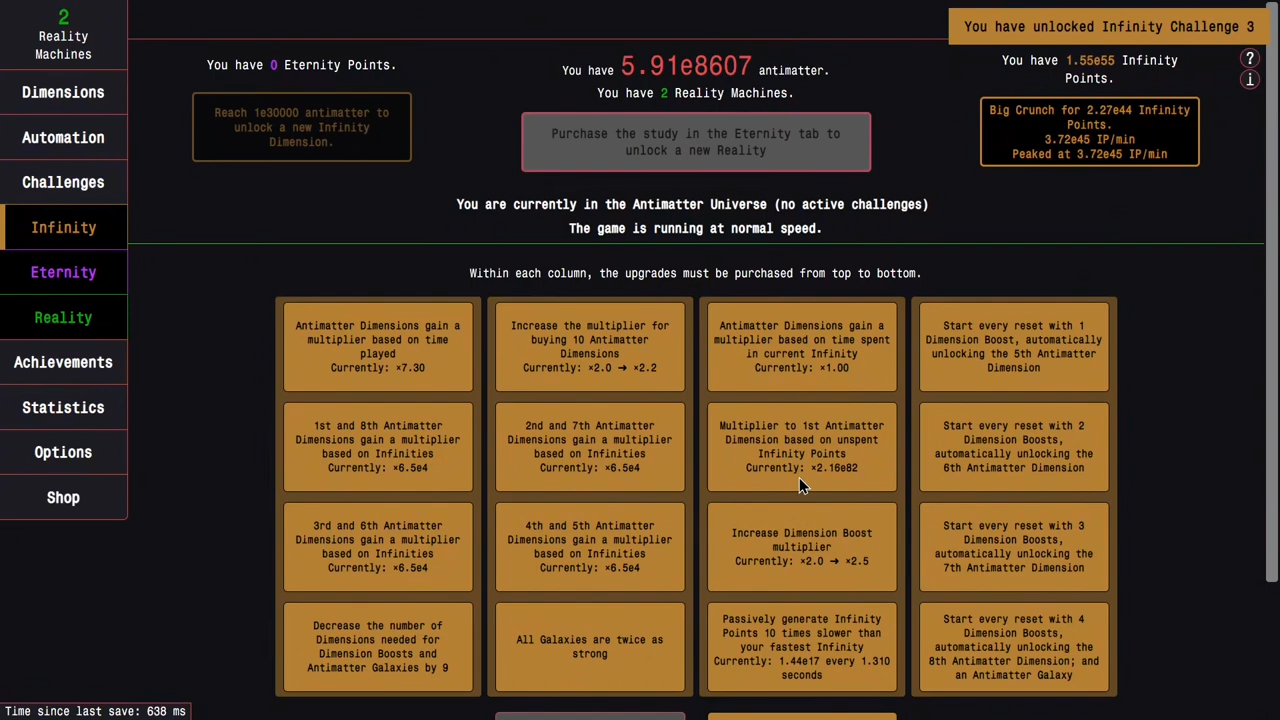 2
Reality
Machines
Dimensions
Automation
Challenges
Infinity
Eternity
Reality
Achievements
Statistics
Options
Shop
You have unlocked Infinity Challenge 3
You have 0 Eternity Points.
Reach 1e30000 antimatter to
unlock a new Infinity
Dimension.
You have 5.91e8607 antimatter.
You have 2 Reality Machines.
Purchase the study in the Eternity tab to
unlock a new Reality
You have 1.55e55 Infinity
Points.
?
i
Big Crunch for 2.27e44 Infinity
Points.
3.72e45 IP/min
Peaked at 3.72e45 IP/min
You are currently in the Antimatter Universe (no active challenges)
The game is running at normal speed.
Within each column, the upgrades must be purchased from top to bottom.
Antimatter Dimensions gain a
multiplier based on time
played
Currently: ×7.30
Increase the multiplier for
buying 10 Antimatter
Dimensions
Currently: ×2.0 → ×2.2
Antimatter Dimensions gain a
multiplier based on time spent
in current Infinity
Currently: ×1.00
Start every reset with 1
Dimension Boost, automatically
unlocking the 5th Antimatter
Dimension
1st and 8th Antimatter
Dimensions gain a multiplier
based on Infinities
Currently: ×6.5e4
2nd and 7th Antimatter
Dimensions gain a multiplier
based on Infinities
Currently: ×6.5e4
Multiplier to 1st Antimatter
Dimension based on unspent
Infinity Points
Currently: ×2.16e82
Start every reset with 2
Dimension Boosts,
automatically unlocking the
6th Antimatter Dimension
3rd and 6th Antimatter
Dimensions gain a multiplier
based on Infinities
Currently: ×6.5e4
4th and 5th Antimatter
Dimensions gain a multiplier
based on Infinities
Currently: ×6.5e4
Increase Dimension Boost
multiplier
Currently: ×2.0 → ×2.5
Start every reset with 3
Dimension Boosts,
automatically unlocking the
7th Antimatter Dimension
Decrease the number of
Dimensions needed for
Dimension Boosts and
Antimatter Galaxies by 9
All Galaxies are twice as
strong
Passively generate Infinity
Points 10 times slower than
your fastest Infinity
Currently: 1.44e17 every 1.310
seconds
Start every reset with 4
Dimension Boosts,
automatically unlocking the
8th Antimatter Dimension; and
an Antimatter Galaxy
Time since last save: 638 ms